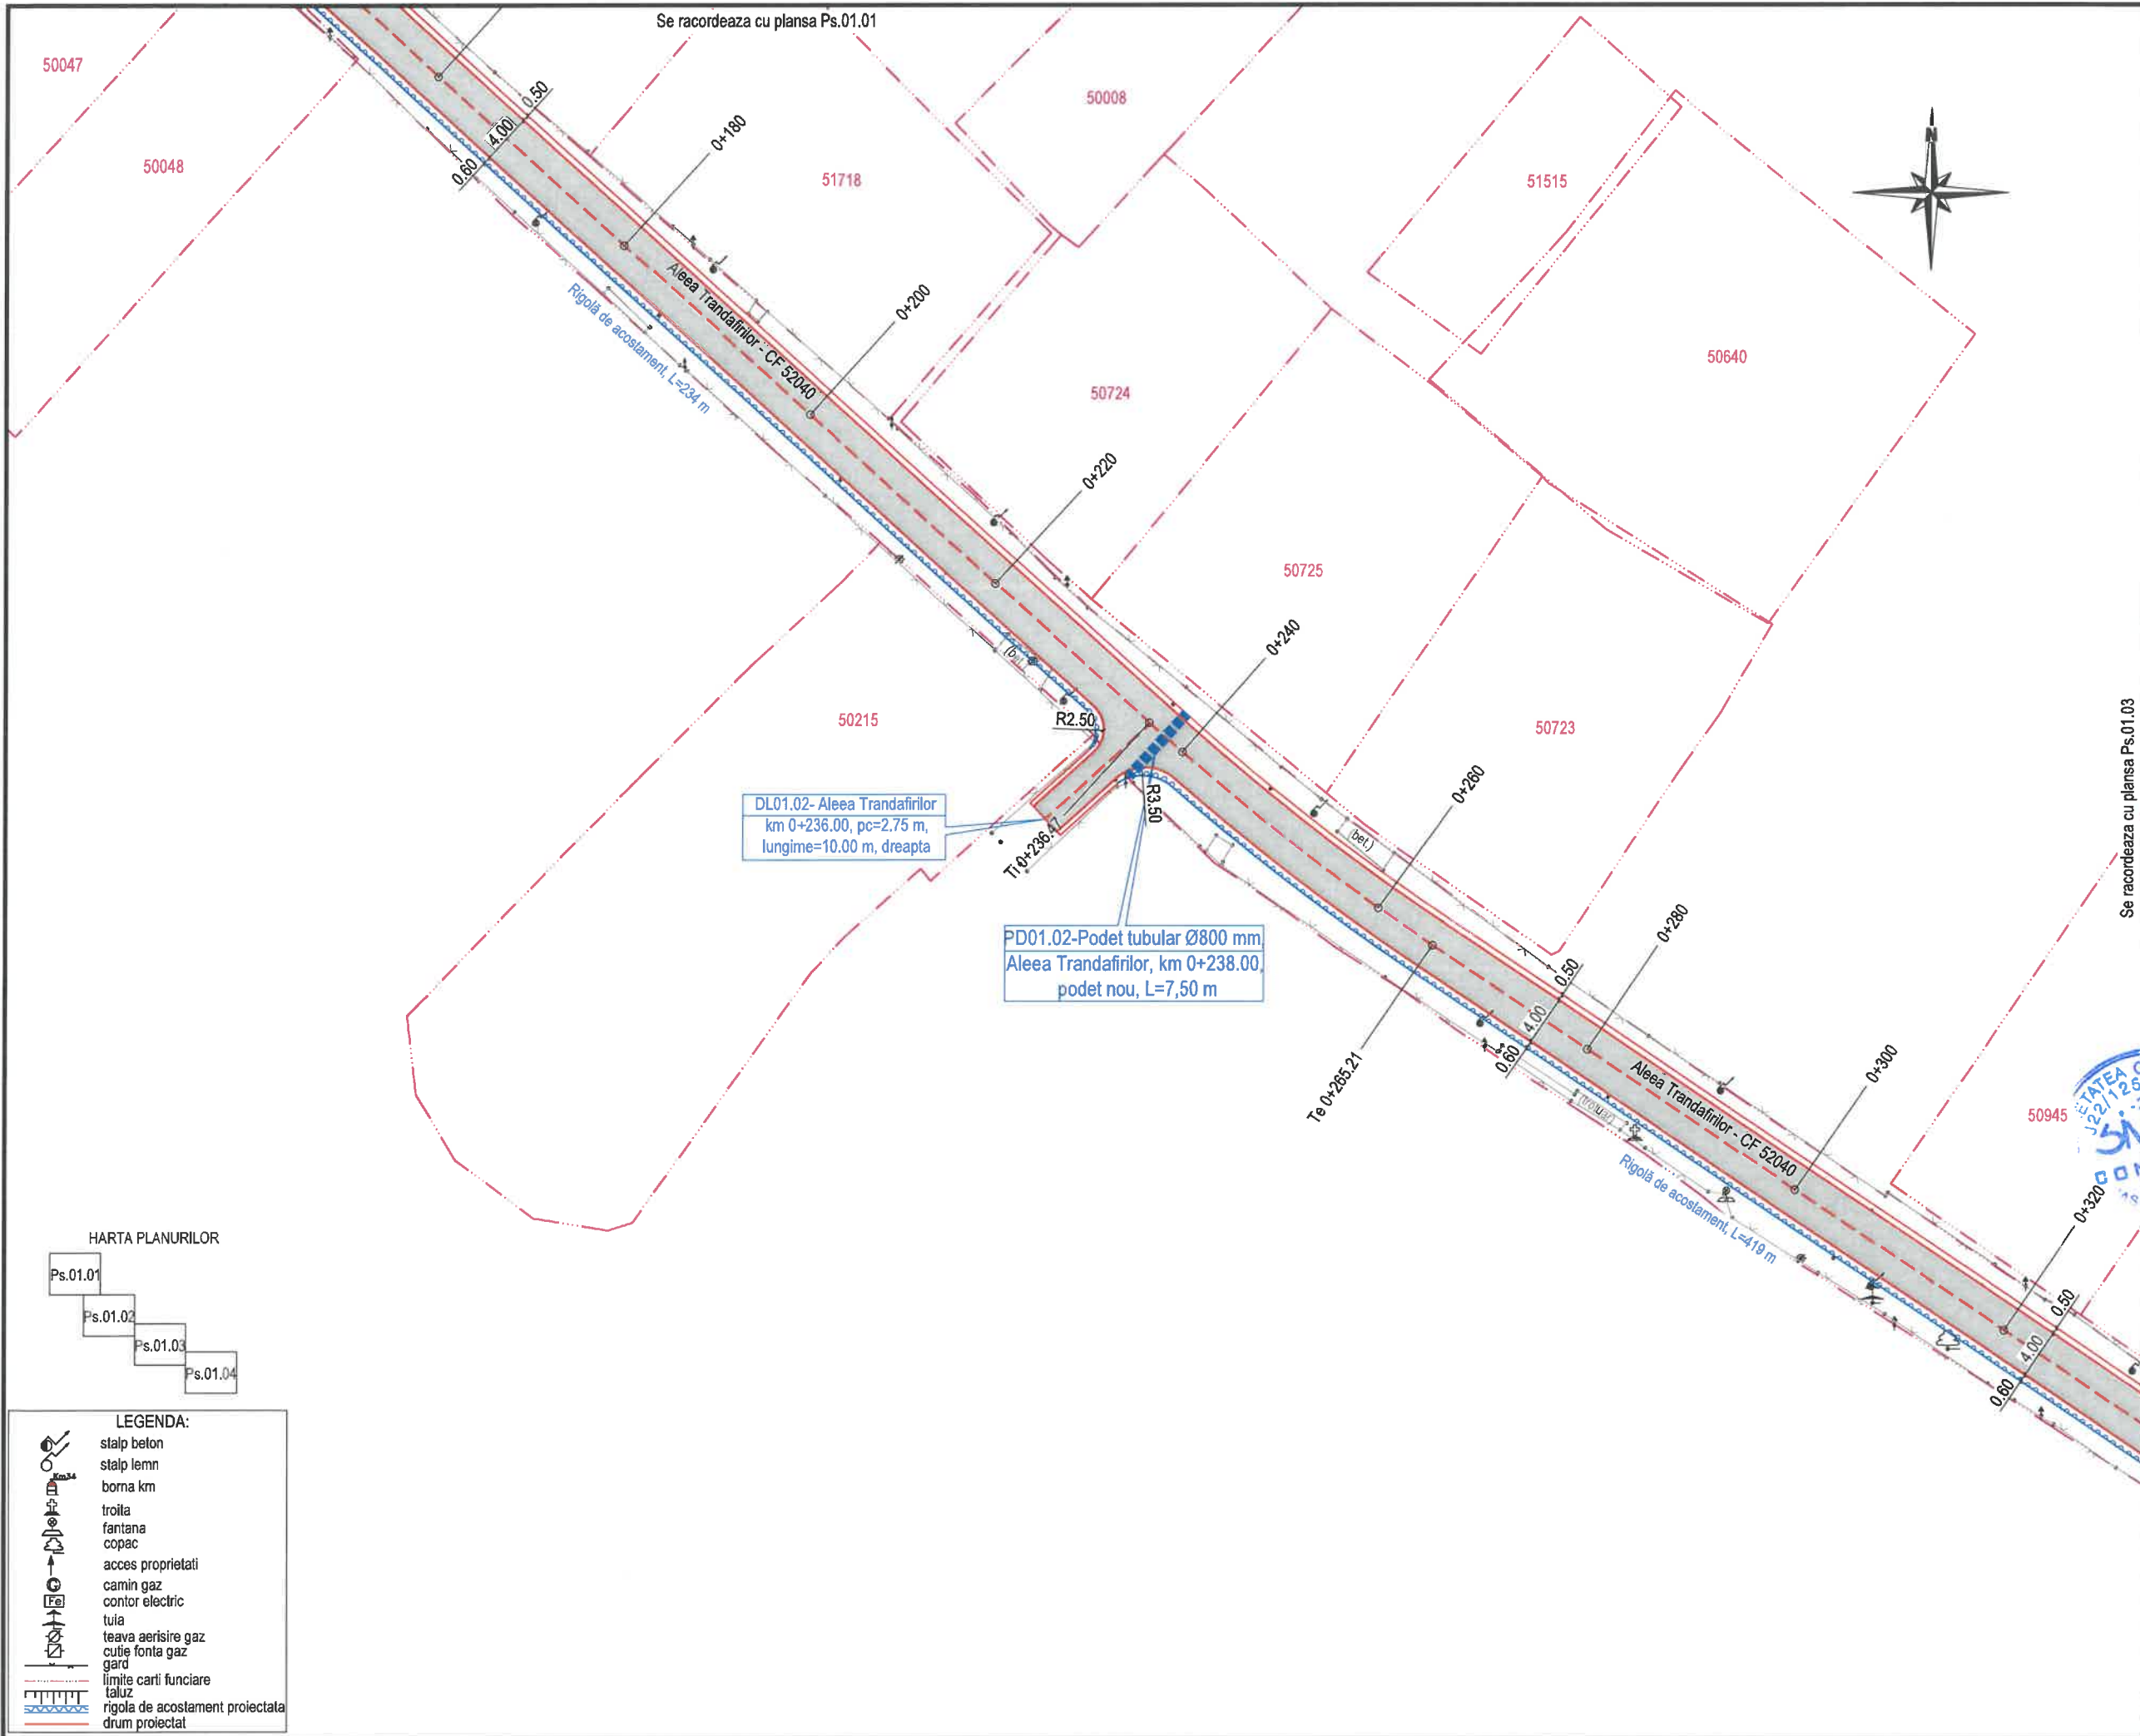 Se racordeaza cu plansa Ps.01.01
50047
50048
50008
51718
51515
50640
50724
50725
50723
50215
50945
N
0.50
4.00
0.60
0+180
Aleea Trandafirilor - CF 52040
0+200
Rigolă de acostament, L=234 m
0+220
0+240
(bet.)
R2.50
R3.50
DL01.02- Aleea Trandafirilor
km 0+236.00, pc=2.75 m,
lungime=10.00 m, dreapta
PD01.02-Podet tubular Ø800 mm,
Aleea Trandafirilor, km 0+238.00,
podet nou, L=7,50 m
0+260
(bet.)
0+280
0.50
4.00
0.60
Te 0+265.21
(trotuar)
Aleea Trandafirilor - CF 52040
0+300
Rigolă de acostament, L=419 m
0+320
0.50
4.00
0.60
Se racordeaza cu plansa Ps.01.03
HARTA PLANURILOR
Ps.01.01
Ps.01.02
Ps.01.03
Ps.01.04
LEGENDA:
stalp beton
stalp lemn
Km34
borna km
troita
fantana
copac
acces proprietati
camin gaz
Fe
contor electric
tuia
teava aerisire gaz
cutie fonta gaz
gard
limite carti funciare
taluz
rigola de acostament proiectata
drum proiectat